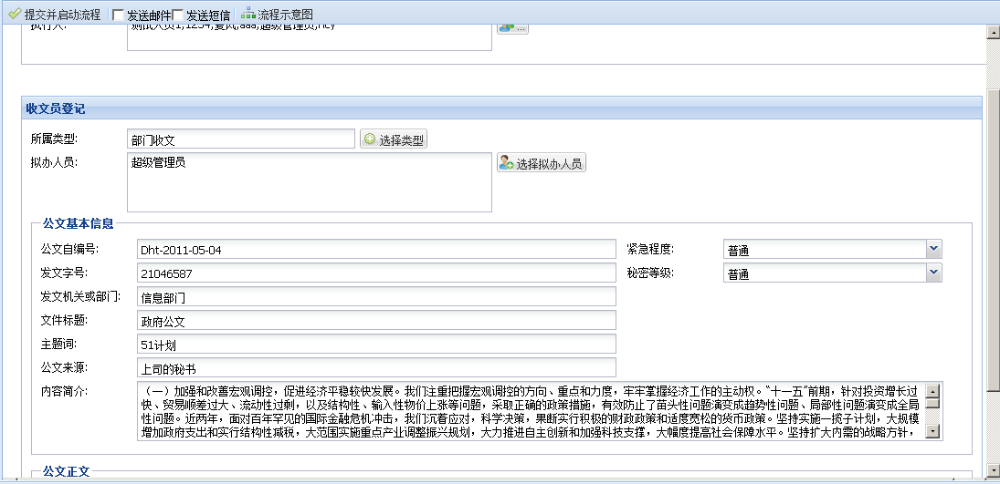 提交并启动流程 发送邮件 发送短信 流程示意图
执行人: 测试人员1,1234,爱风,aaa,超级管理员,hcy ...
收文员登记
所属类型: 部门收文 选择类型
拟办人员: 超级管理员 选择拟办人员
公文基本信息
公文自编号: Dht-2011-05-04 紧急程度: 普通
发文字号: 21046587 秘密等级: 普通
发文机关或部门: 信息部门
文件标题: 政府公文
主题词: 51计划
公文来源: 上司的秘书
内容简介: （一）加强和改善宏观调控，促进经济平稳较快发展。我们注重把握宏观调控的方向、重点和力度，牢牢掌握经济工作的主动权。“十一五”前期，针对投资增长过
快、贸易顺差过大、流动性过剩，以及结构性、输入性物价上涨等问题，采取正确的政策措施，有效防止了苗头性问题演变成趋势性问题、局部性问题演变成全局
性问题。近两年，面对百年罕见的国际金融危机冲击，我们沉着应对，科学决策，果断实行积极的财政政策和适度宽松的货币政策。坚持实施一揽子计划，大规模
增加政府支出和实行结构性减税，大范围实施重点产业调整振兴规划，大力推进自主创新和加强科技支撑，大幅度提高社会保障水平。坚持扩大内需的战略方针，
公文正文